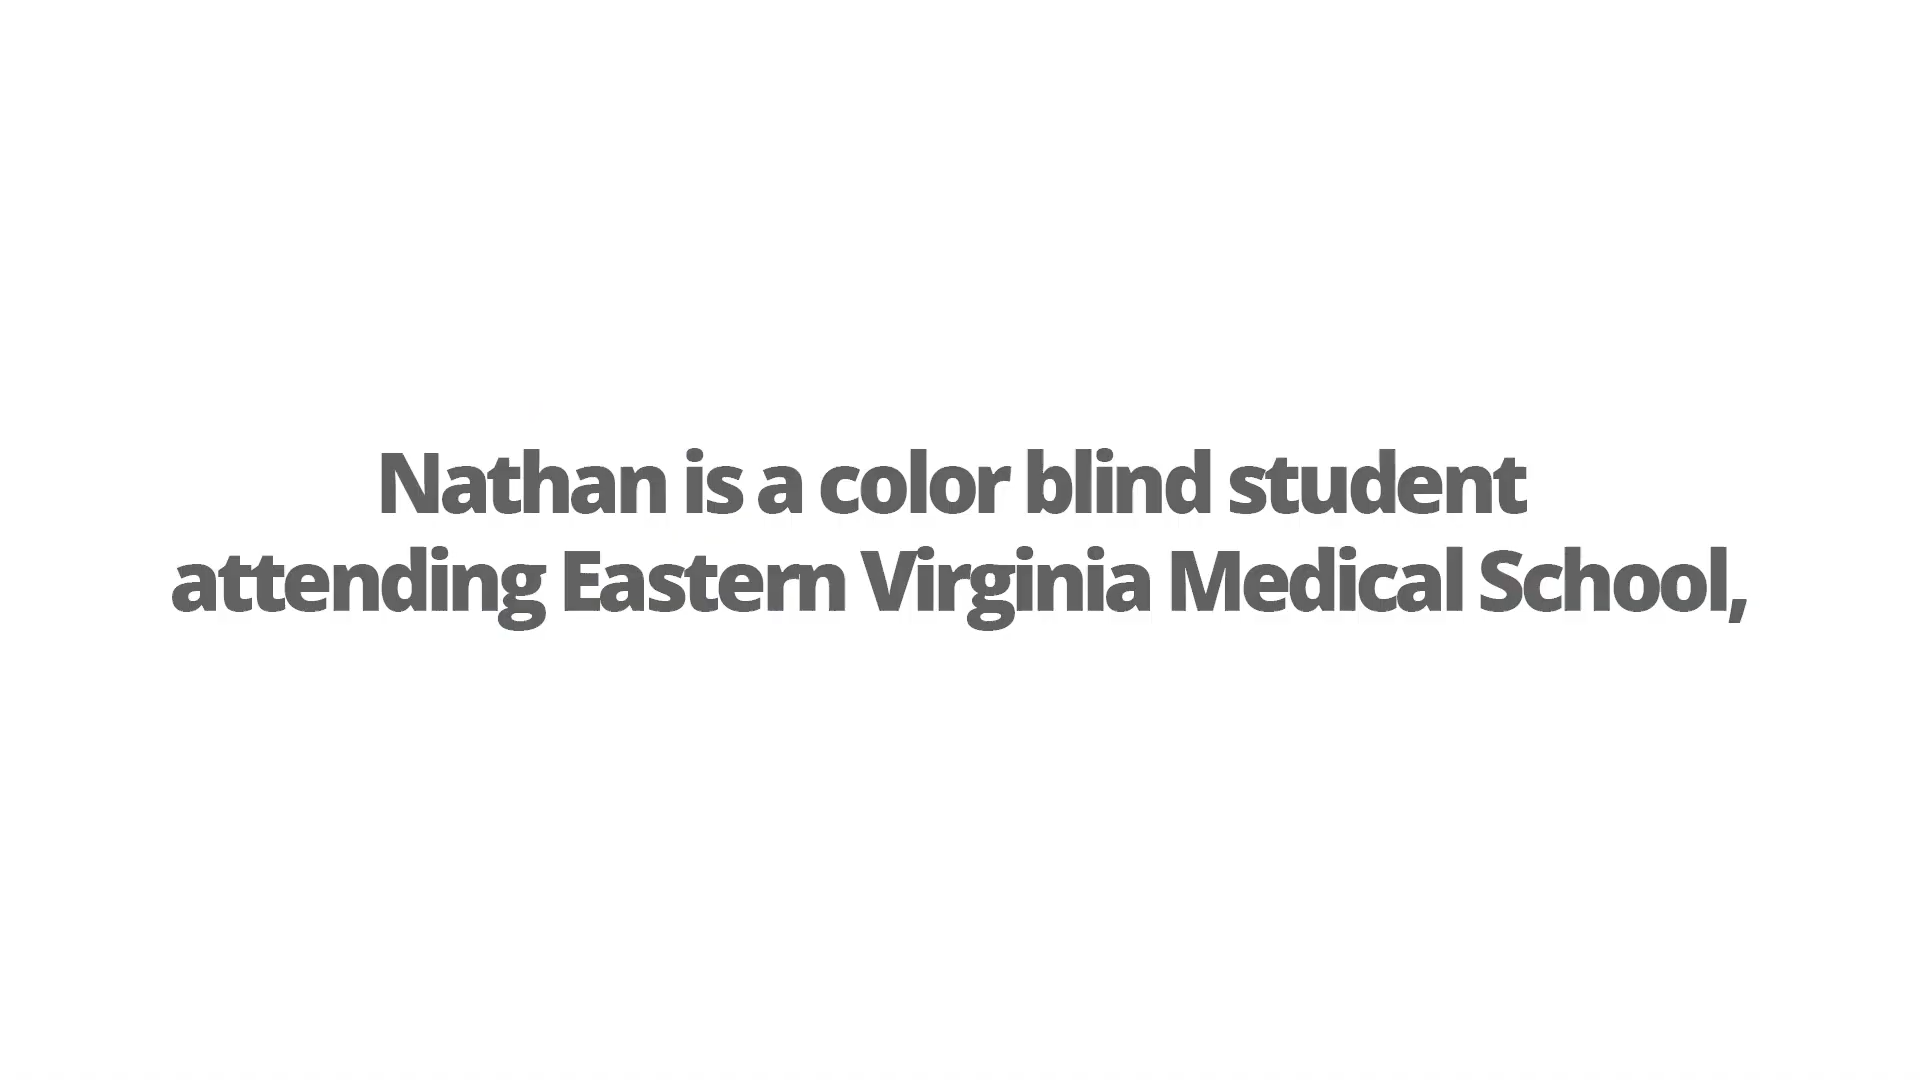 Nathan is a color blind student
attending Eastern Virginia Medical School,